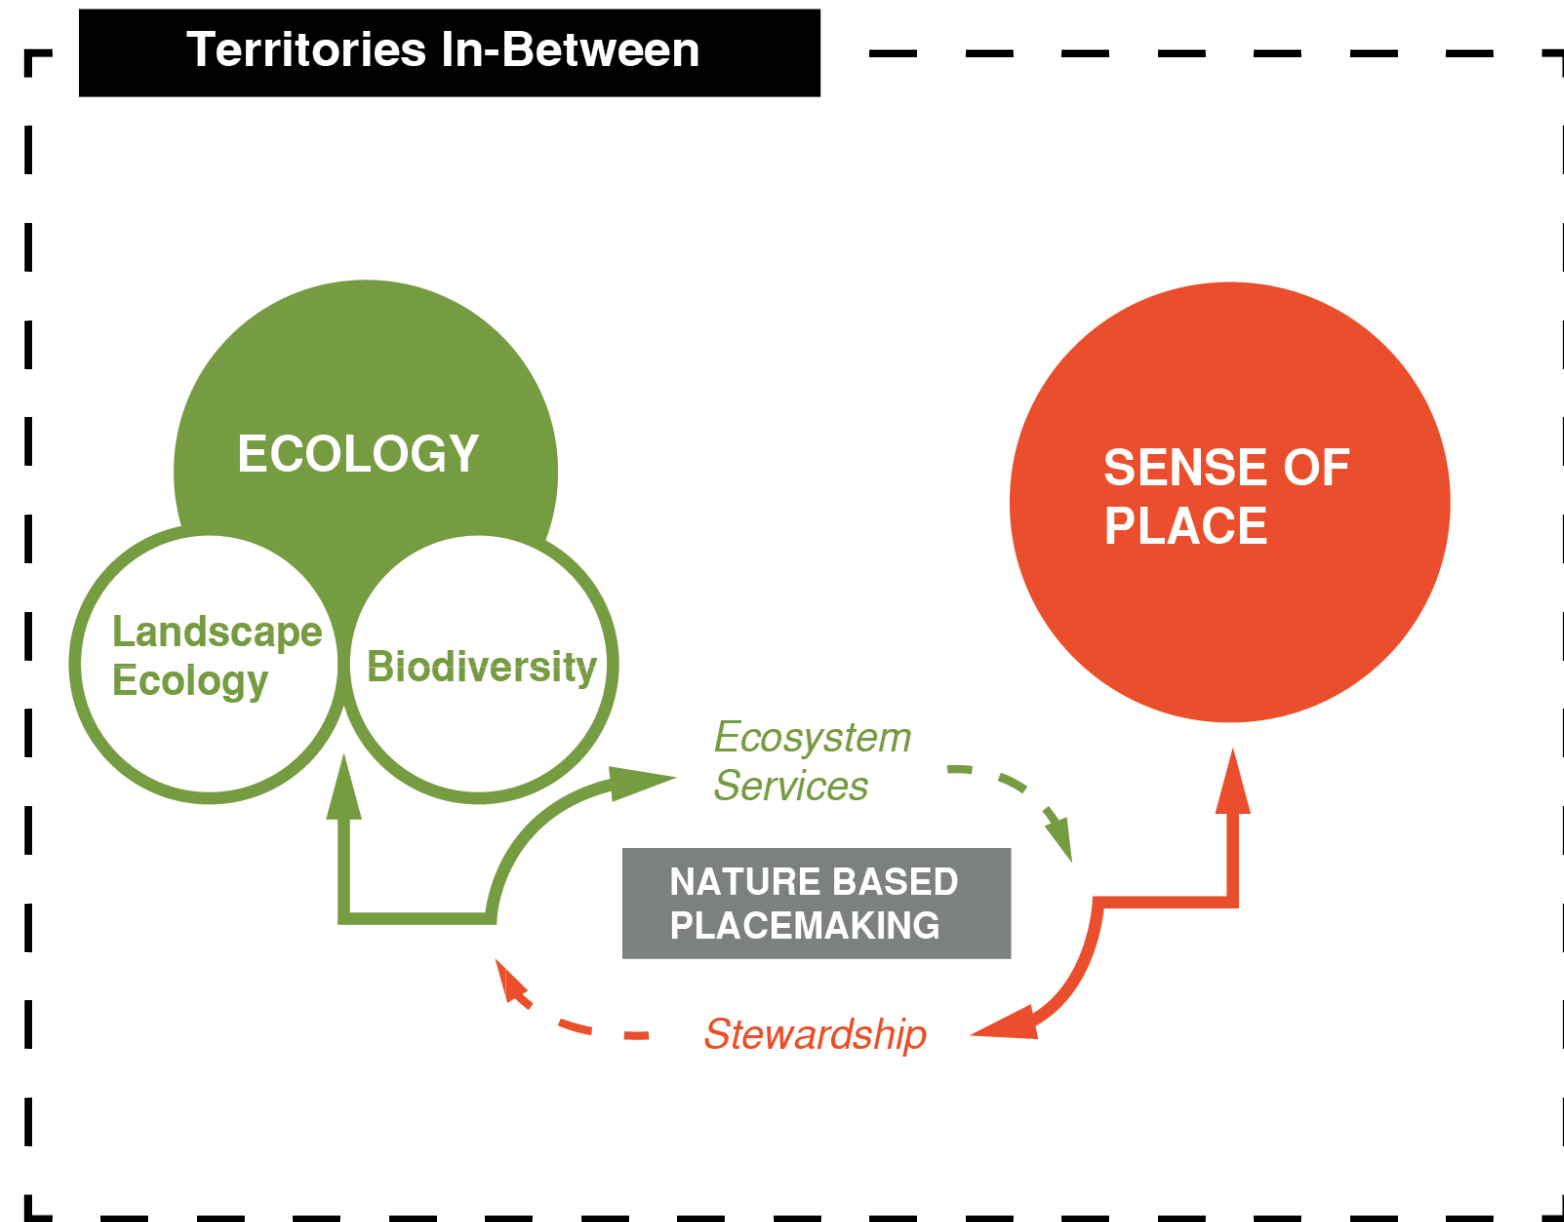 Territories In-Between
ECOLOGY
SENSE OF
PLACE
Landscape
Ecology
Biodiversity
Ecosystem
Services
NATURE BASED
PLACEMAKING
Stewardship